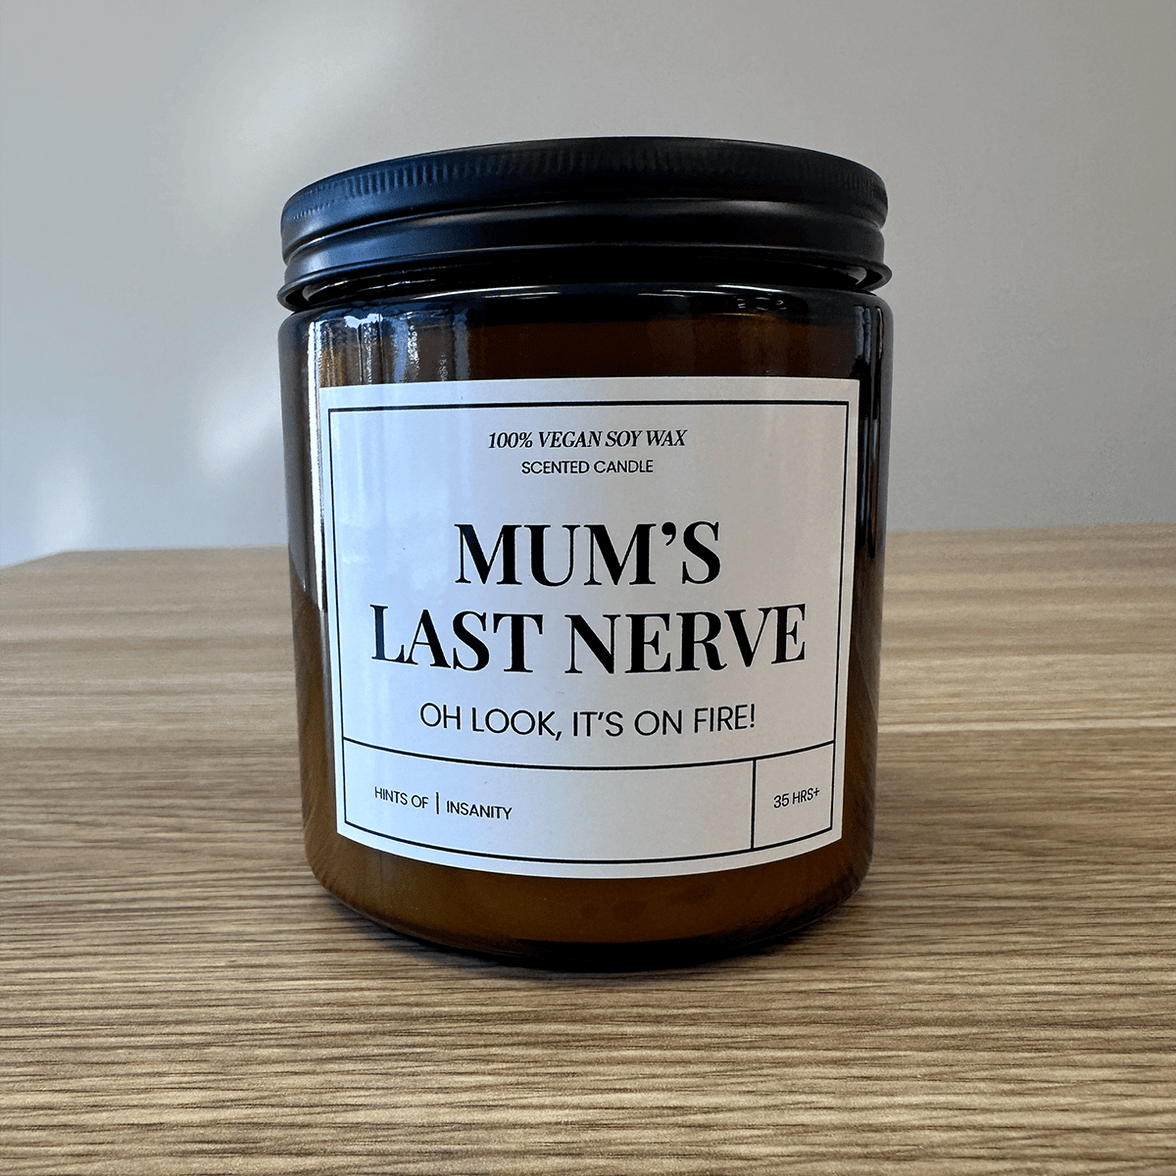 100% VEGAN SOY WAX
SCENTED CANDLE
MUM'S
LAST NERVE
OH LOOK, IT'S ON FIRE!
HINTS OF | INSANITY
35 HRS+